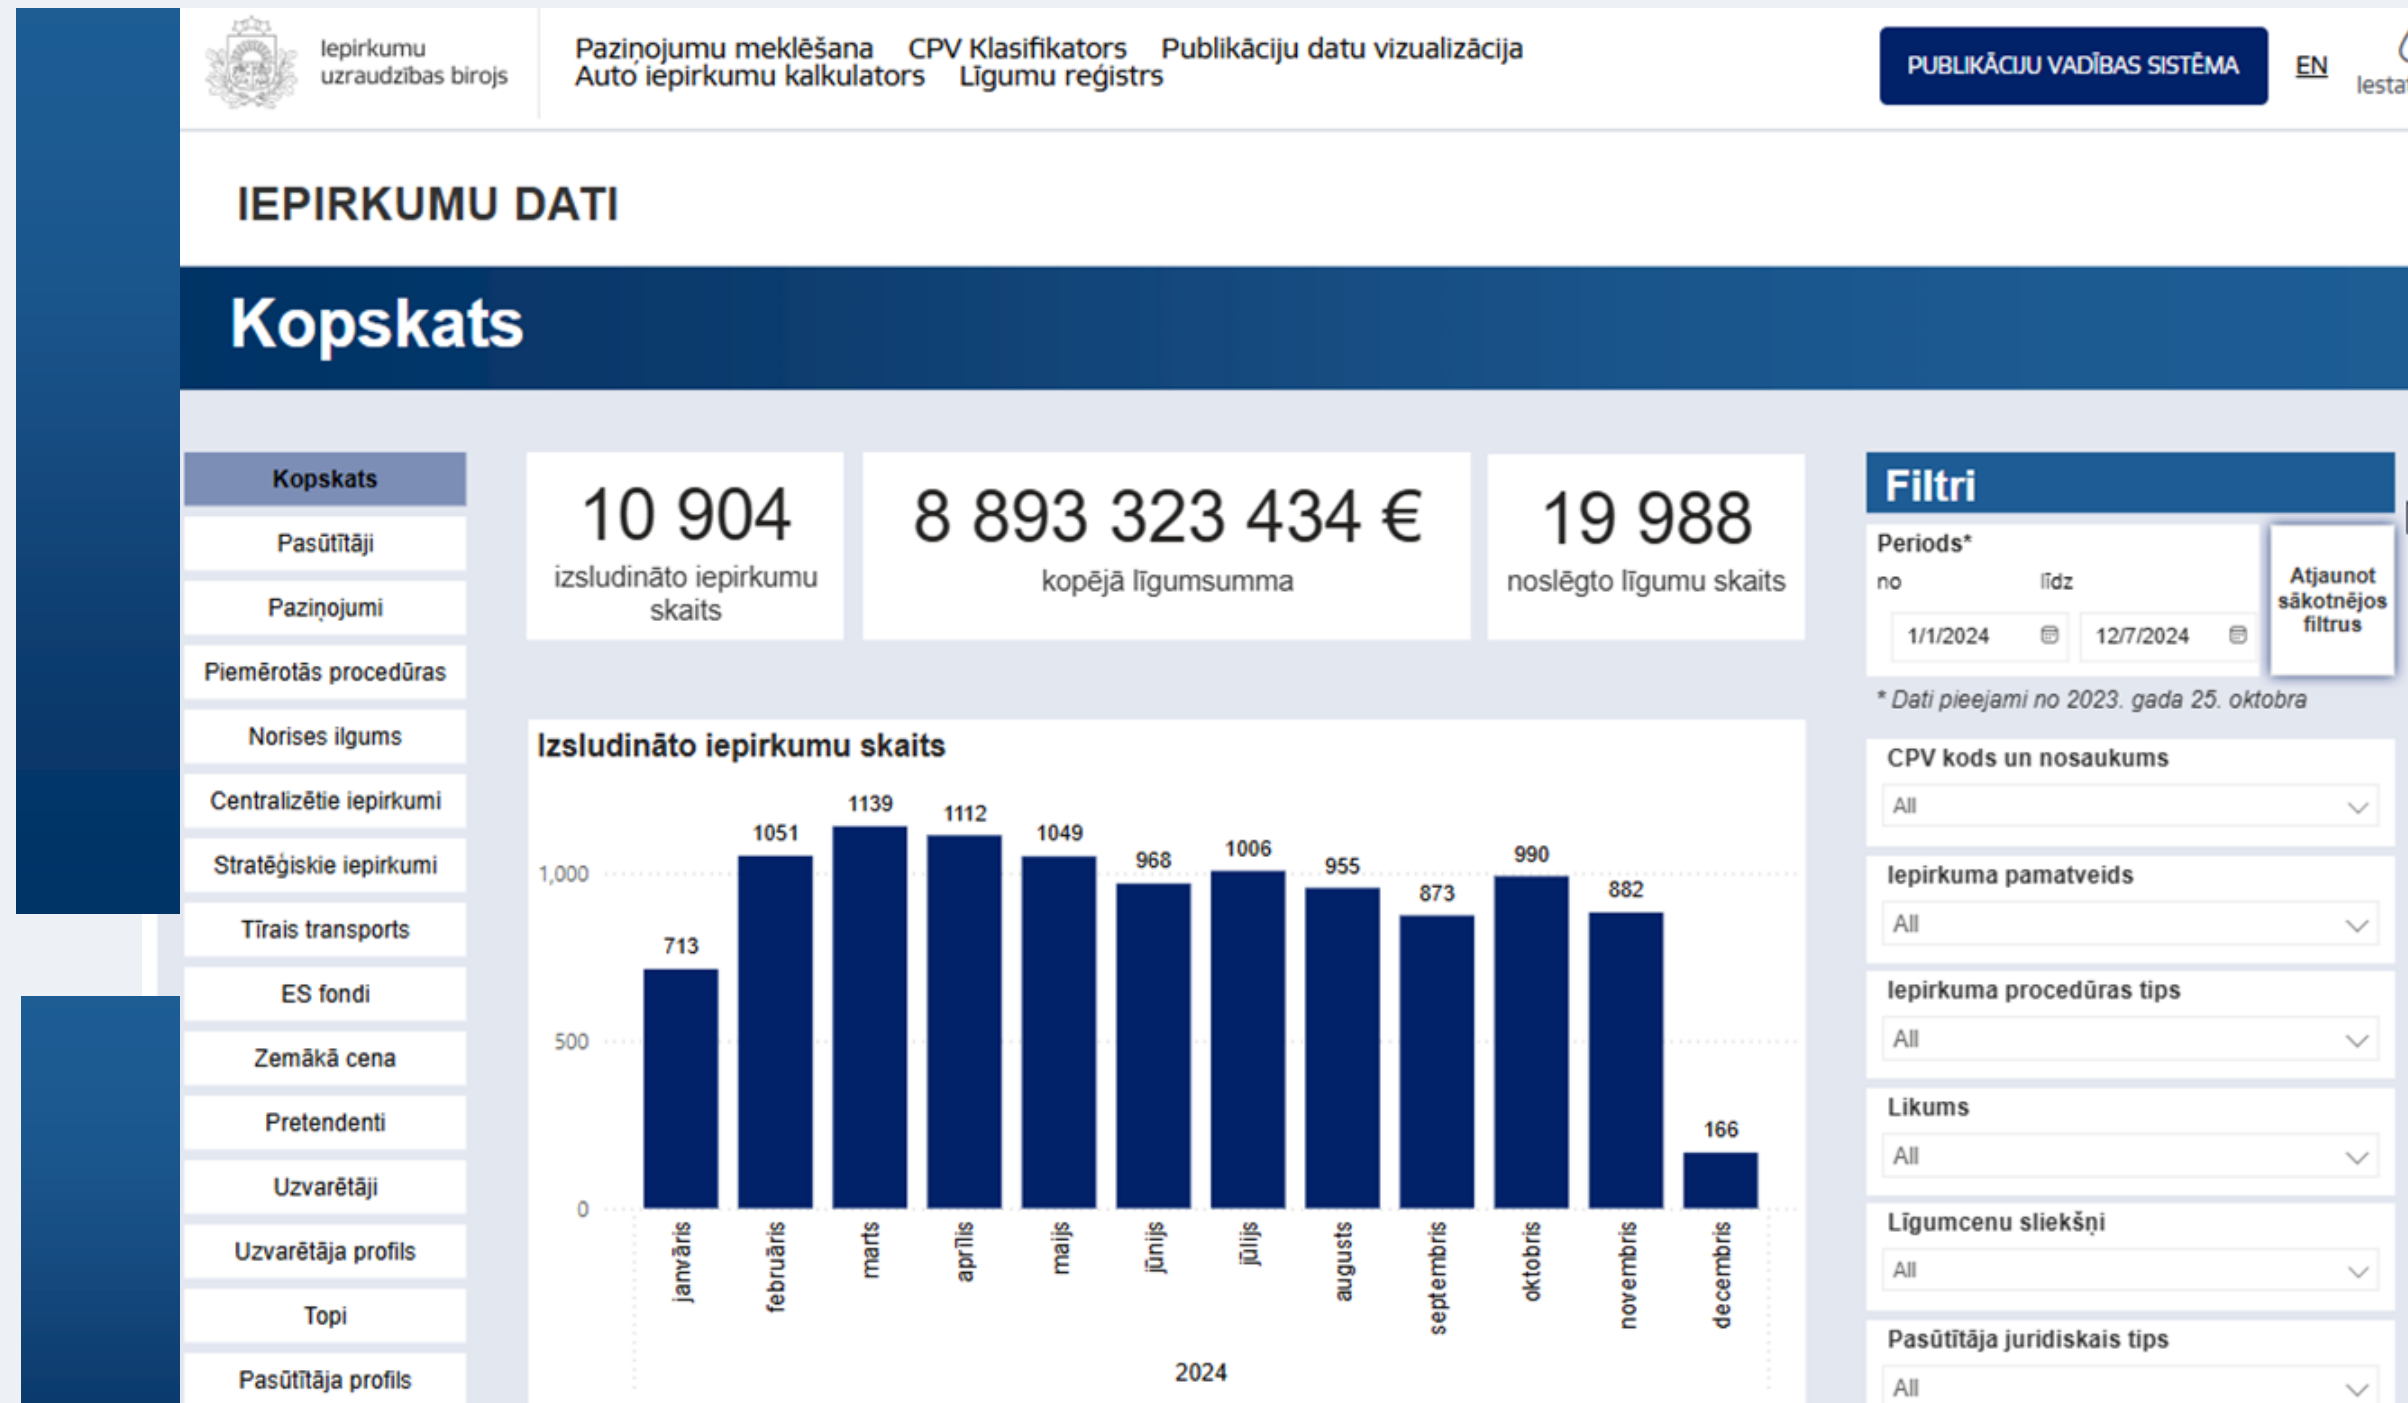 Iepirkumu
uzraudzības birojs
Paziņojumu meklēšana CPV Klasifikators Publikāciju datu vizualizācija
Auto iepirkumu kalkulators Līgumu reģistrs
PUBLIKĀCIJU VADĪBAS SISTĒMA
EN
IEPIRKUMU DATI
Kopskats
Kopskats
Pasūtītāji
Paziņojumi
Piemērotās procedūras
Norises ilgums
Centralizētie iepirkumi
Stratēģiskie iepirkumi
Tīrais transports
ES fondi
Zemākā cena
Pretendenti
Uzvarētāji
Uzvarētāja profils
Topi
Pasūtītāja profils
10 904
izsludināto iepirkumu
skaits
8 893 323 434 €
kopējā līgumsumma
19 988
noslēgto līgumu skaits
Izsludināto iepirkumu skaits
1,000
500
0
713
1051
1139
1112
1049
968
1006
955
873
990
882
166
janvāris
februāris
marts
aprīlis
maijs
jūnijs
jūlijs
augusts
septembris
oktobris
novembris
decembris
2024
Filtri
Periods*
no līdz
1/1/2024 12/7/2024
Atjaunot
sākotnējos
filtrus
* Dati pieejami no 2023. gada 25. oktobra
CPV kods un nosaukums
All
Iepirkuma pamatveids
All
Iepirkuma procedūras tips
All
Likums
All
Līgumcenu sliekšņi
All
Pasūtītāja juridiskais tips
All